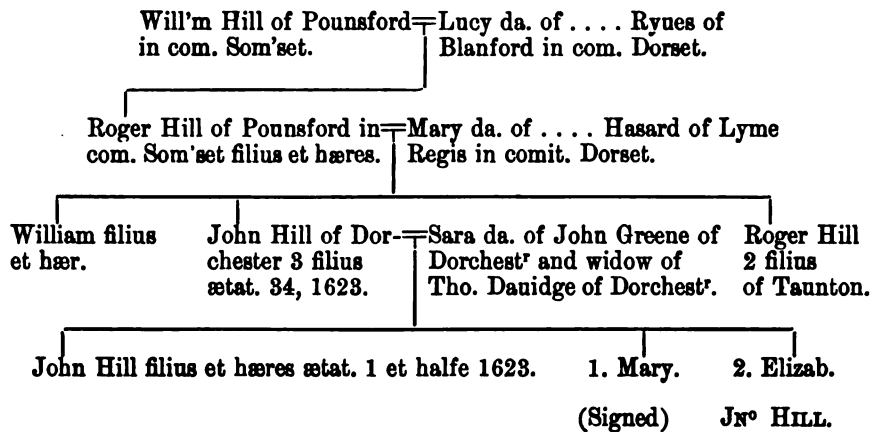 Will'm Hill of Pounsford=Lucy da. of .... Ryues of
in com. Som'set. Blanford in com. Dorset.
Roger Hill of Pounsford in=Mary da. of .... Hasard of Lyme
com. Som'set filius et hæres. Regis in comit. Dorset.
William filius John Hill of Dor-=Sara da. of John Greene of Roger Hill
et hær. chester 3 filius Dorchestʳ and widow of 2 filius
ætat. 34, 1623. Tho. Dauidge of Dorchestʳ. of Taunton.
John Hill filius et hæres ætat. 1 et halfe 1623. 1. Mary. 2. Elizab.
(Signed) Jnº Hill.